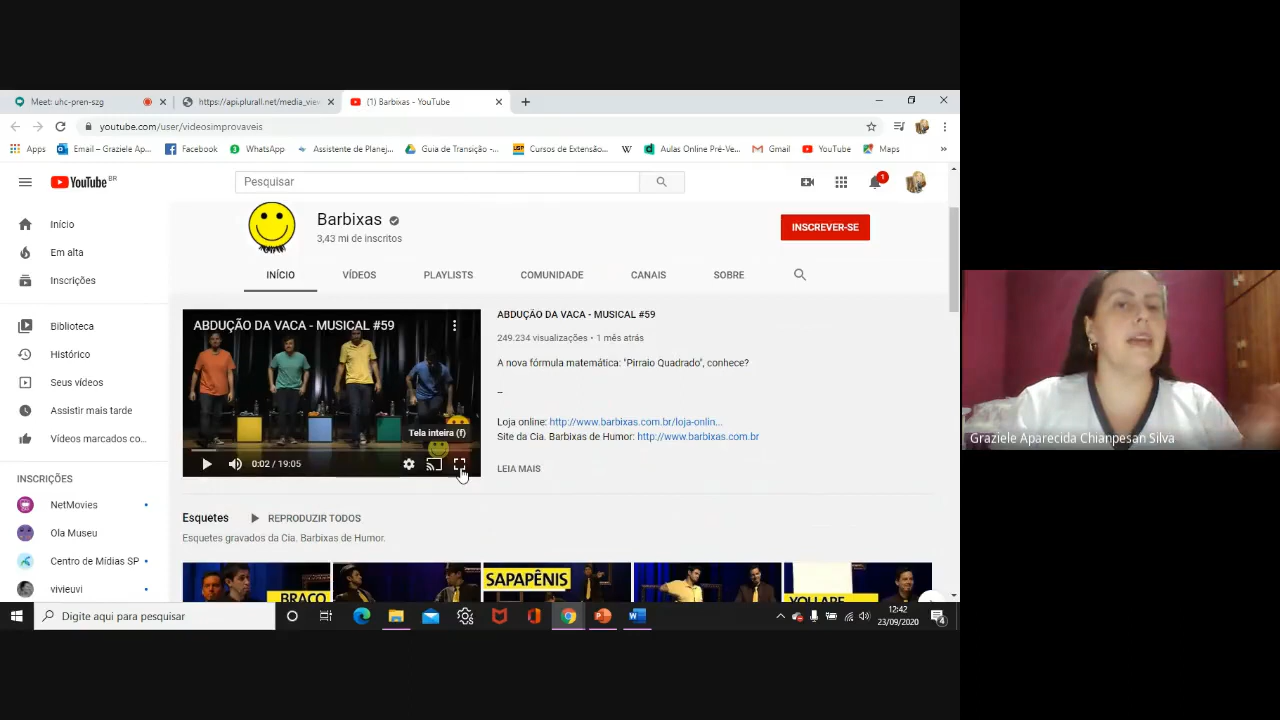 Meet: uhc-pren-szg
https://api.plurall.net/media_vie
(1) Barbixas - YouTube
youtube.com/user/videosimprovaveis
Apps
Email – Graziele Ap...
Facebook
WhatsApp
Assistente de Planej...
Guia de Transição -...
USP
Cursos de Extensão...
W
d
Aulas Online Pré-Ve...
Gmail
YouTube
Maps
»
YouTube BR
Pesquisar
1
Início
Em alta
Inscrições
Biblioteca
Histórico
Seus vídeos
Assistir mais tarde
Vídeos marcados co...
INSCRIÇÕES
NetMovies
Ola Museu
Centro de Mídias SP
vivieuvi
Barbixas
3,43 mi de inscritos
INSCREVER-SE
INÍCIO
VÍDEOS
PLAYLISTS
COMUNIDADE
CANAIS
SOBRE
ABDUÇÃO DA VACA - MUSICAL #59
Tela inteira (f)
0:02 / 19:05
ABDUÇÃO DA VACA - MUSICAL #59
249.234 visualizações • 1 mês atrás
A nova fórmula matemática: "Pirraio Quadrado", conhece?
--
Loja online: http://www.barbixas.com.br/loja-onlin...
Site da Cia. Barbixas de Humor: http://www.barbixas.com.br
LEIA MAIS
Esquetes
REPRODUZIR TODOS
Esquetes gravados da Cia. Barbixas de Humor.
BRAÇO
SAPAPÊNIS
Digite aqui para pesquisar
12:42
23/09/2020
4
Graziele Aparecida Chianpesan Silva